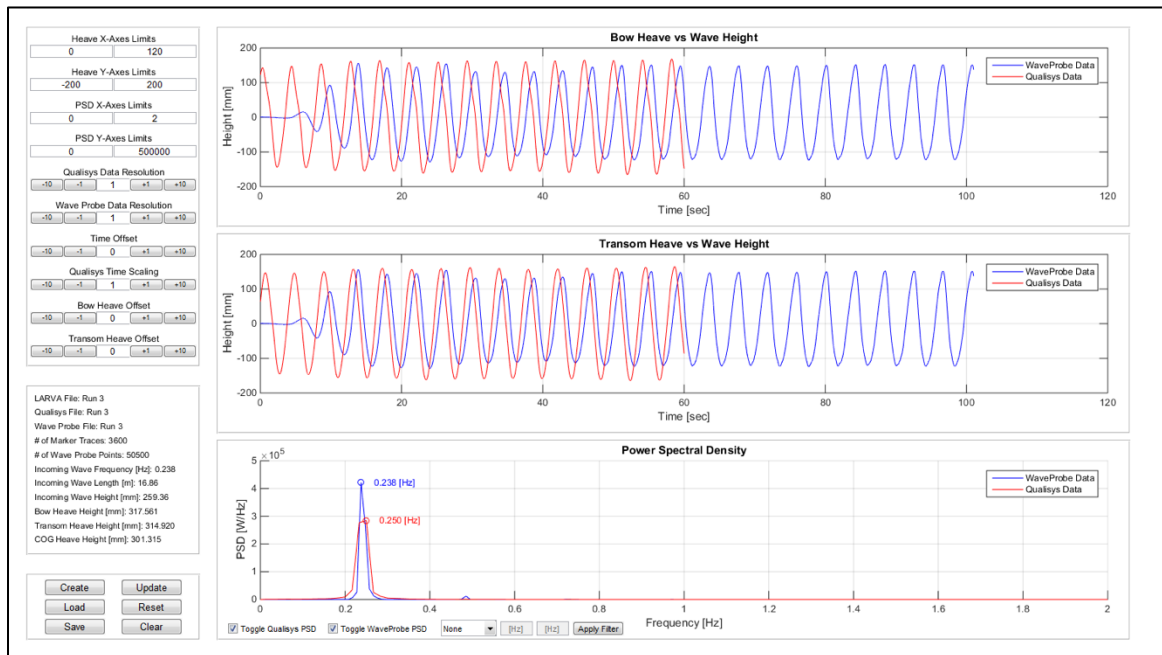 Heave X-Axes Limits
0 120
Heave Y-Axes Limits
-200 200
PSD X-Axes Limits
0 2
PSD Y-Axes Limits
0 500000
Qualisys Data Resolution
-10 -1 1 +1 +10
Wave Probe Data Resolution
-10 -1 1 +1 +10
Time Offset
-10 -1 0 +1 +10
Qualisys Time Scaling
-10 -1 1 +1 +10
Bow Heave Offset
-10 -1 0 +1 +10
Transom Heave Offset
-10 -1 0 +1 +10
LARVA File: Run 3
Qualisys File: Run 3
Wave Probe File: Run 3
# of Marker Traces: 3600
# of Wave Probe Points: 50500
Incoming Wave Frequency [Hz]: 0.238
Incoming Wave Length [m]: 16.86
Incoming Wave Height [mm]: 259.36
Bow Heave Height [mm]: 317.561
Transom Heave Height [mm]: 314.920
COG Heave Height [mm]: 301.315
Create Update
Load Reset
Save Clear
Bow Heave vs Wave Height
200
100
0
-100
-200
Height [mm]
WaveProbe Data
Qualisys Data
0 20 40 60 80 100 120
Time [sec]
Transom Heave vs Wave Height
200
100
0
-100
-200
Height [mm]
WaveProbe Data
Qualisys Data
0 20 40 60 80 100 120
Time [sec]
Power Spectral Density
×10⁵
5
4
3
2
1
0
PSD [W/Hz]
0.238 [Hz]
0.250 [Hz]
WaveProbe Data
Qualisys Data
0 0.2 0.4 0.6 0.8 1 1.2 1.4 1.6 1.8 2
Frequency [Hz]
Toggle Qualisys PSD Toggle WaveProbe PSD None [Hz] [Hz] Apply Filter